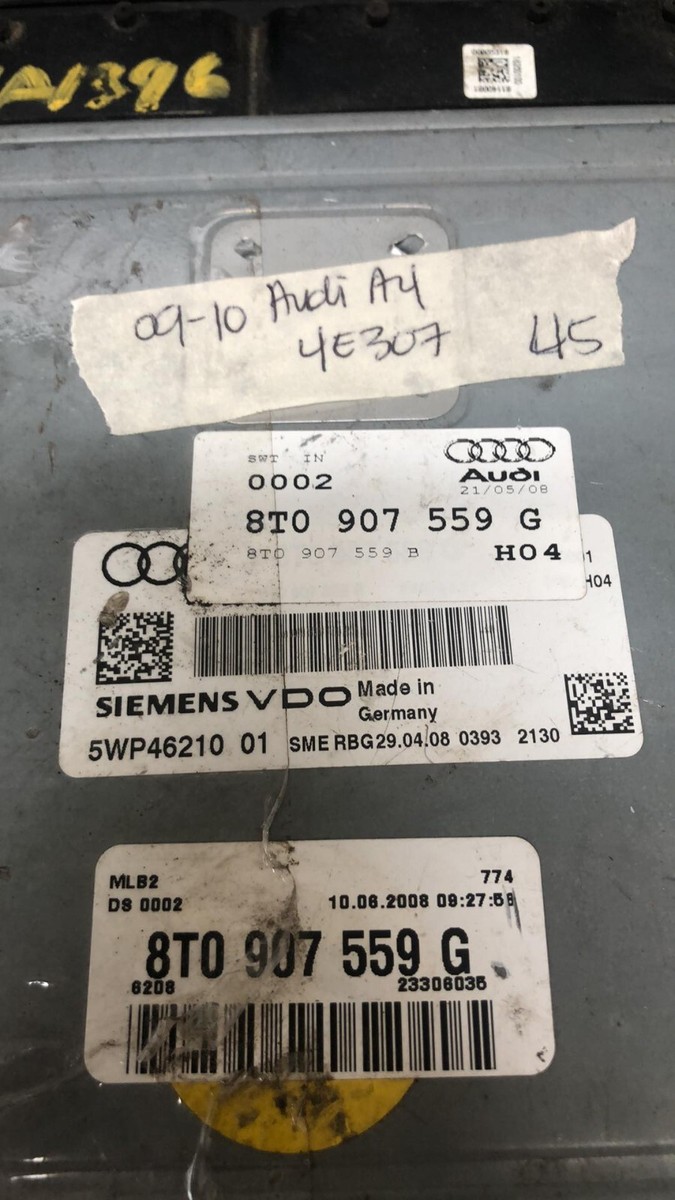 A1396
09-10 Audi A4
4E307 45
SWT IN
0002
Audi
21/05/08
8T0 907 559 G
8T0 907 559 B H04
H04
SIEMENS VDO Made in
Germany
5WP46210 01 SME RBG29.04.08 0393 2130
MLB2 774
DS 0002 10.06.2008 09:27:58
8T0 907 559 G
6208 23306035